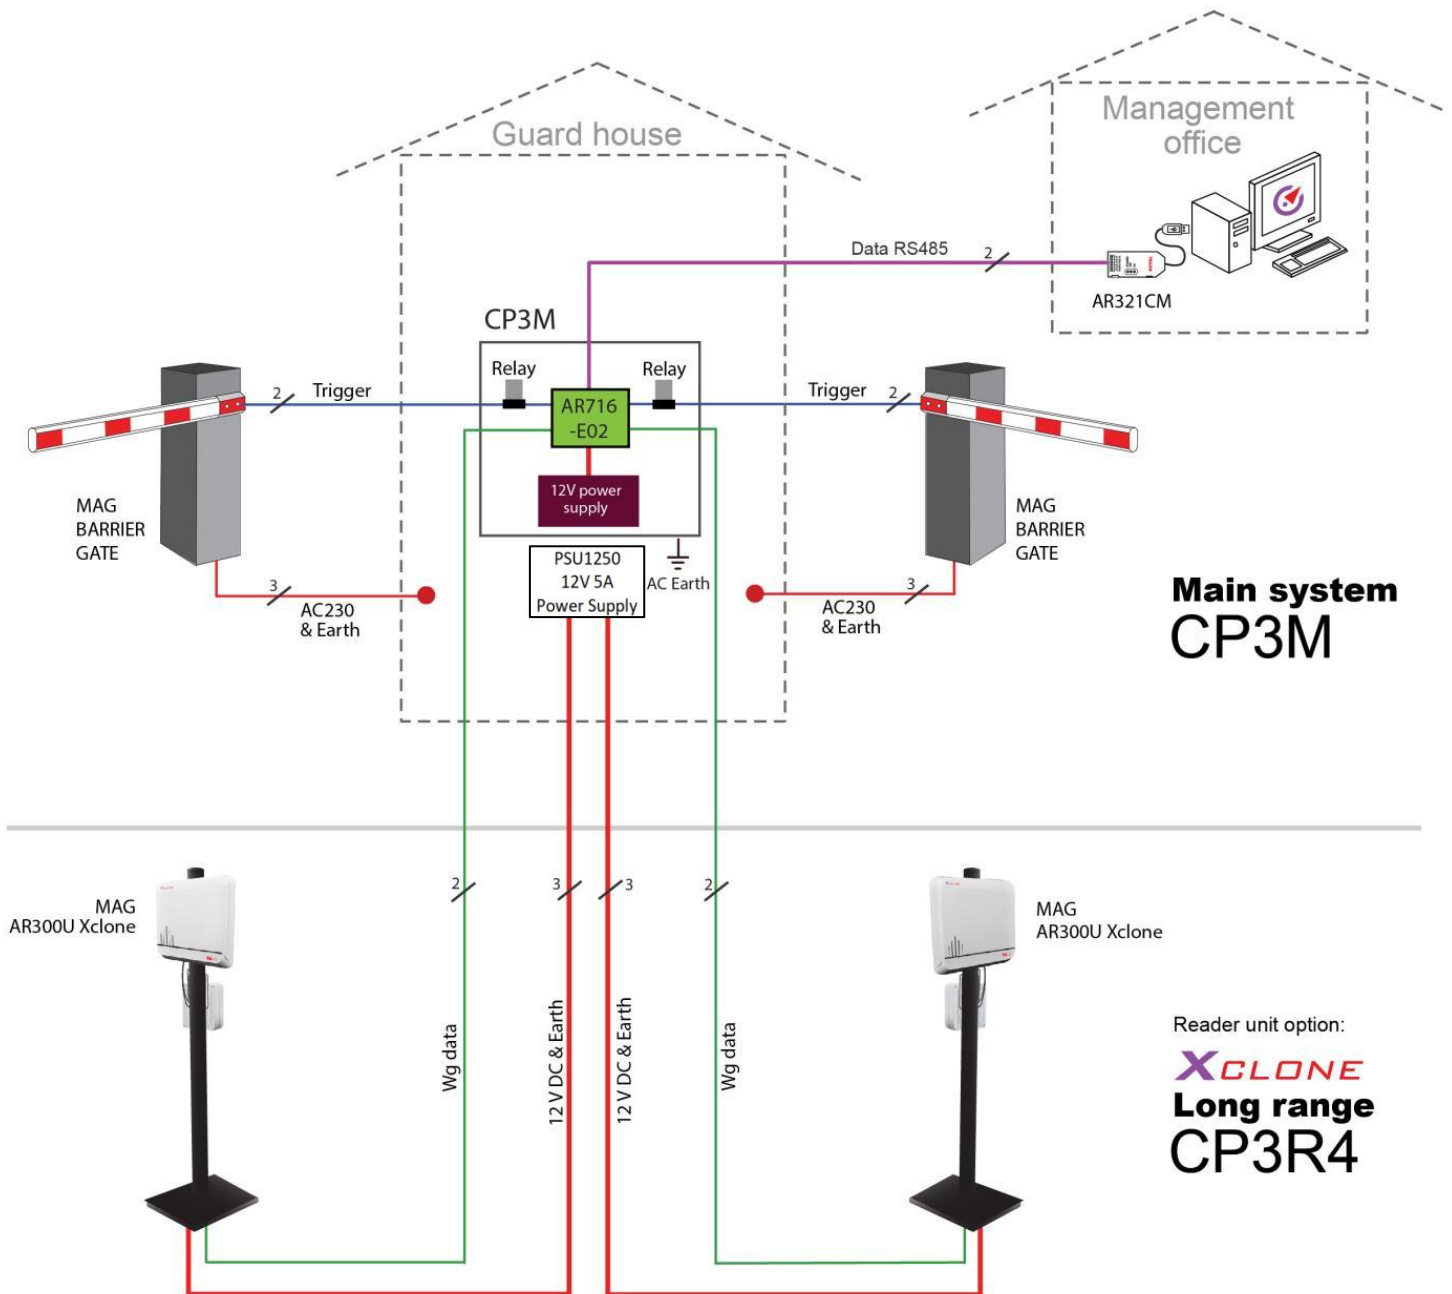 Guard house
Management
office
Data RS485
2
AR321CM
CP3M
Relay
Relay
2
Trigger
Trigger
2
AR716
-E02
12V power
supply
MAG
BARRIER
GATE
MAG
BARRIER
GATE
PSU1250
12V 5A
Power Supply
AC Earth
3
AC230
& Earth
3
AC230
& Earth
Main system
CP3M
2
3
3
2
MAG
AR300U Xclone
MAG
AR300U Xclone
Wg data
12 V DC & Earth
12 V DC & Earth
Wg data
Reader unit option:
XCLONE
Long range
CP3R4